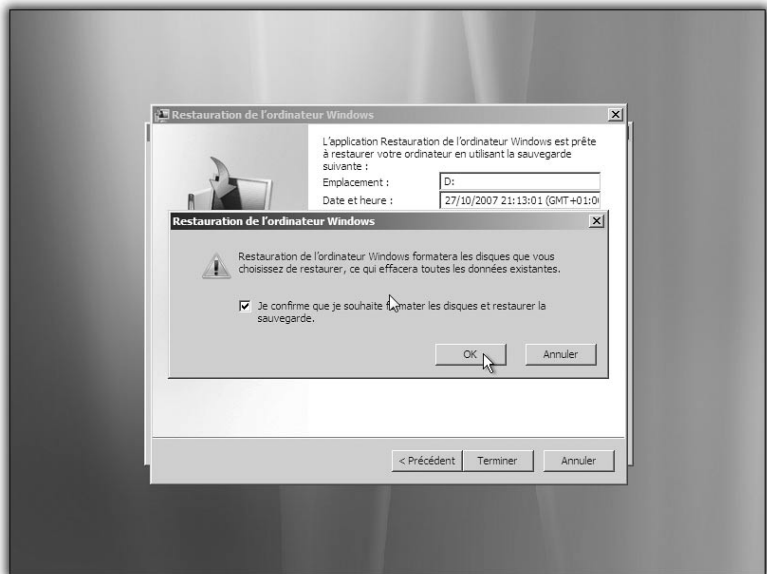 Restauration de l'ordinateur Windows
L'application Restauration de l'ordinateur Windows est prête
à restaurer votre ordinateur en utilisant la sauvegarde
suivante :
Emplacement :
D:
Date et heure :
27/10/2007 21:13:01 (GMT+01:0
Restauration de l'ordinateur Windows
Restauration de l'ordinateur Windows formatera les disques que vous
choisissez de restaurer, ce qui effacera toutes les données existantes.
Je confirme que je souhaite formater les disques et restaurer la
sauvegarde.
OK
Annuler
< Précédent
Terminer
Annuler